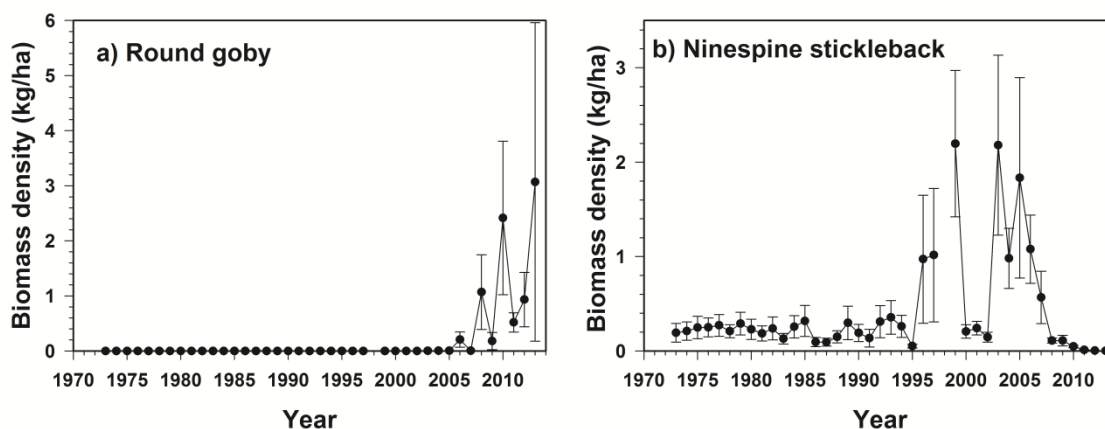 a) Round goby
Biomass density (kg/ha)
6
5
4
3
2
1
0
1970 1975 1980 1985 1990 1995 2000 2005 2010
Year
b) Ninespine stickleback
Biomass density (kg/ha)
3
2
1
0
1970 1975 1980 1985 1990 1995 2000 2005 2010
Year